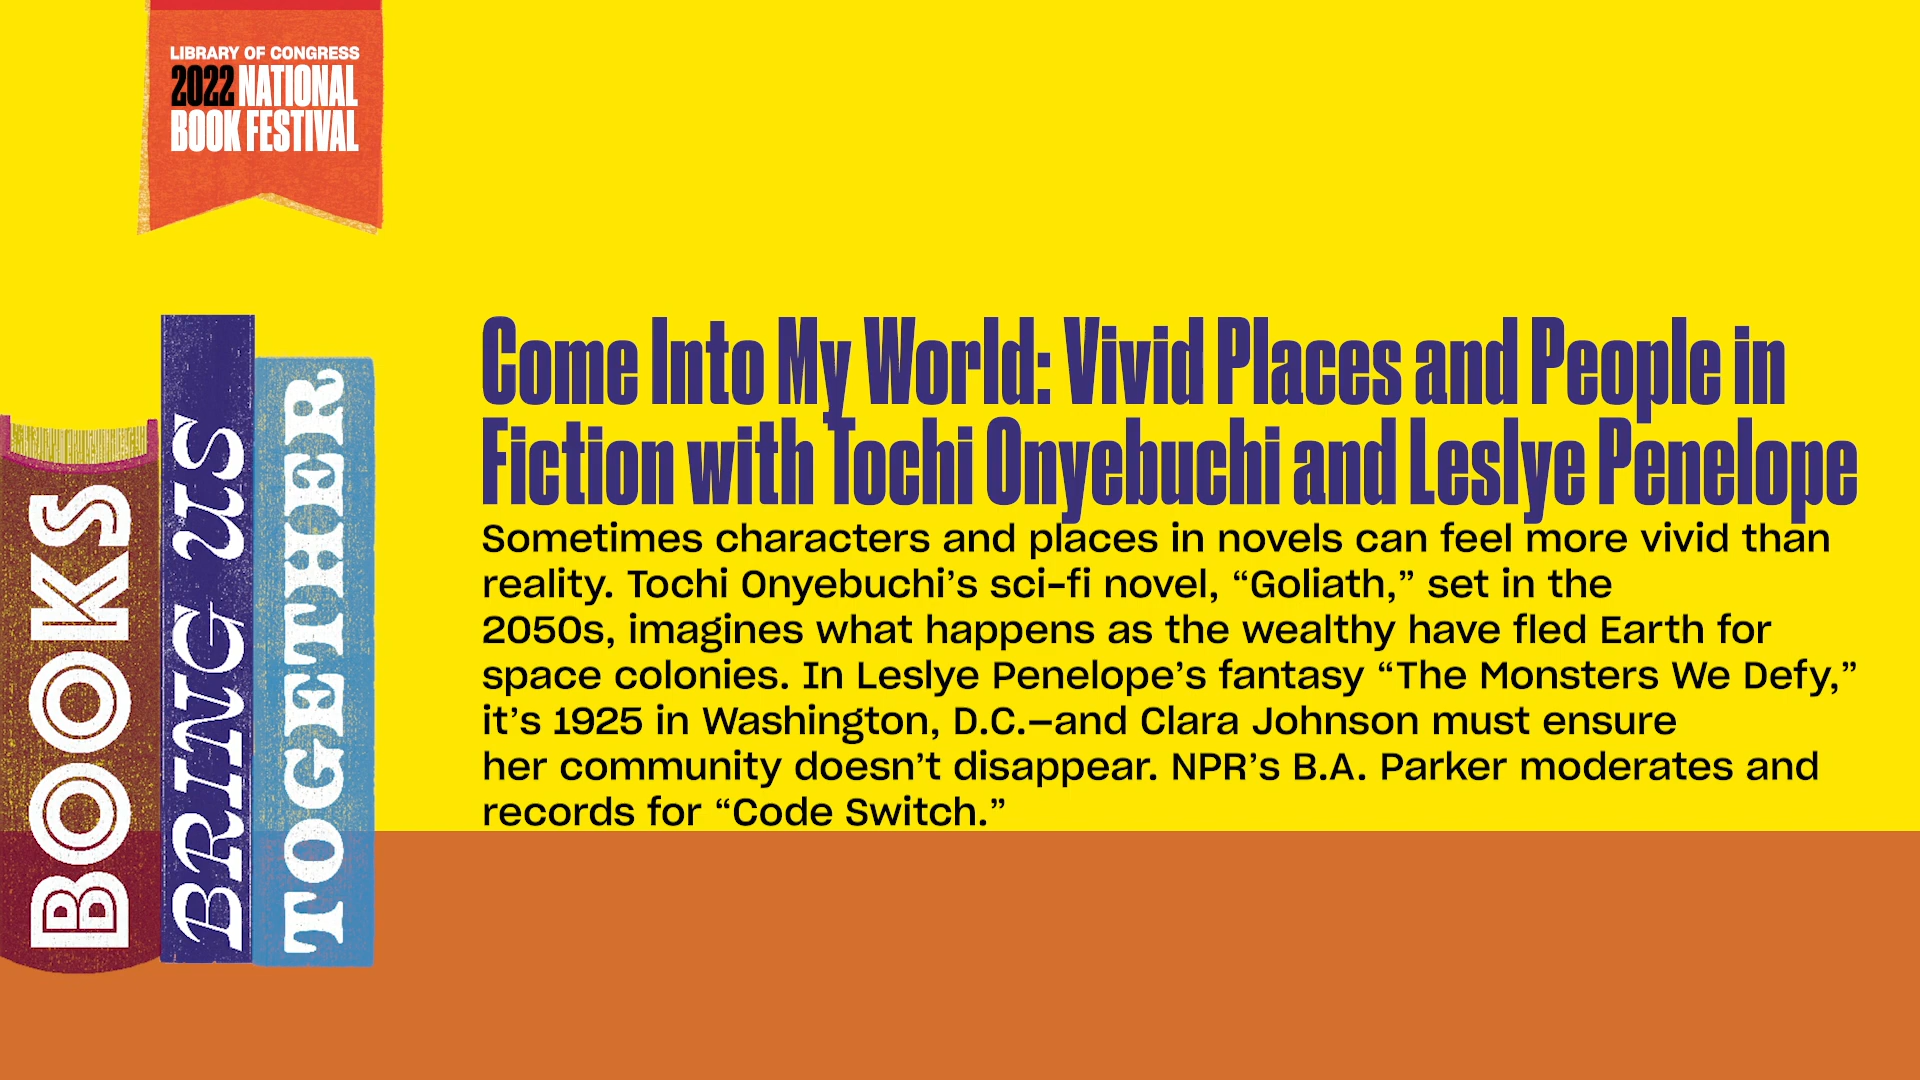 LIBRARY OF CONGRESS
2022 NATIONAL
BOOK FESTIVAL
BOOKS
BRING US
TOGETHER
Come Into My World: Vivid Places and People in
Fiction with Tochi Onyebuchi and Leslye Penelope
Sometimes characters and places in novels can feel more vivid than
reality. Tochi Onyebuchi’s sci-fi novel, “Goliath,” set in the
2050s, imagines what happens as the wealthy have fled Earth for
space colonies. In Leslye Penelope’s fantasy “The Monsters We Defy,”
it’s 1925 in Washington, D.C.—and Clara Johnson must ensure
her community doesn’t disappear. NPR’s B.A. Parker moderates and
records for “Code Switch.”